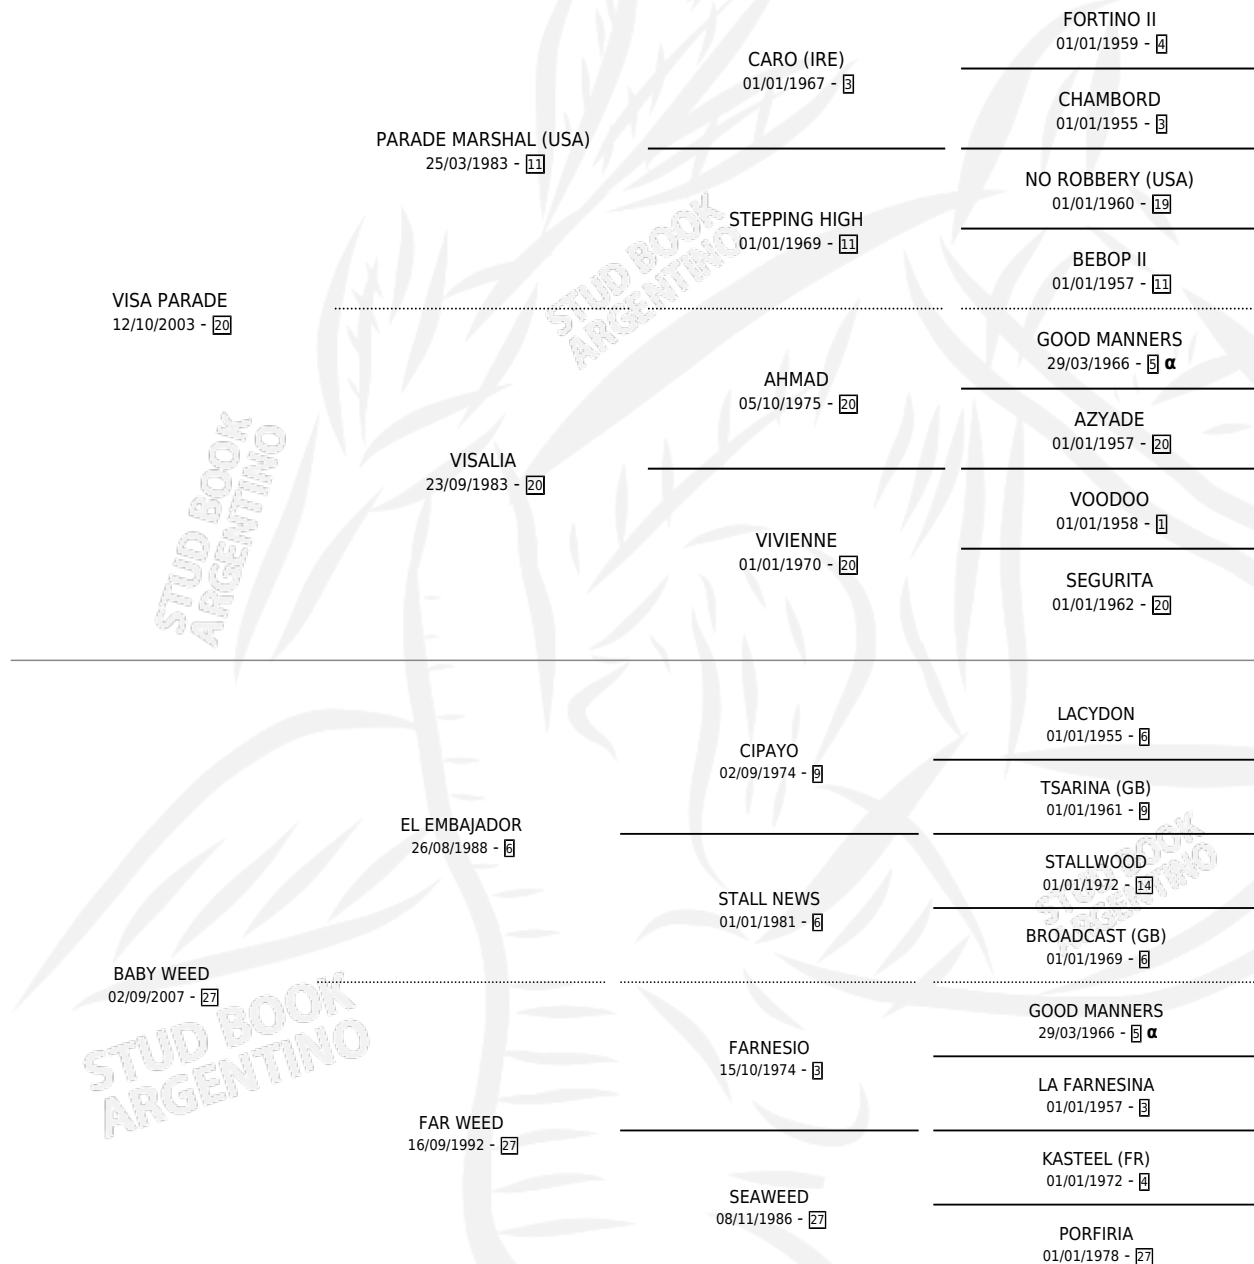 FORTINO II
01/01/1959 - 4
CARO (IRE)
01/01/1967 - 3
CHAMBORD
01/01/1955 - 3
PARADE MARSHAL (USA)
25/03/1983 - 11
NO ROBBERY (USA)
01/01/1960 - 19
STEPPING HIGH
01/01/1969 - 11
BEBOP II
01/01/1957 - 11
VISA PARADE
12/10/2003 - 20
GOOD MANNERS
29/03/1966 - 5 α
AHMAD
05/10/1975 - 20
AZYADE
01/01/1957 - 20
VISALIA
23/09/1983 - 20
VOODOO
01/01/1958 - 1
VIVIENNE
01/01/1970 - 20
SEGURITA
01/01/1962 - 20
STUD BOOK
ARGENTINO
STUD BOOK
ARGENTINO
LACYDON
01/01/1955 - 6
CIPAYO
02/09/1974 - 9
TSARINA (GB)
01/01/1961 - 9
EL EMBAJADOR
26/08/1988 - 6
STALLWOOD
01/01/1972 - 14
STALL NEWS
01/01/1981 - 6
BROADCAST (GB)
01/01/1969 - 6
BABY WEED
02/09/2007 - 27
GOOD MANNERS
29/03/1966 - 5 α
FARNESIO
15/10/1974 - 3
LA FARNESINA
01/01/1957 - 3
FAR WEED
16/09/1992 - 27
KASTEEL (FR)
01/01/1972 - 4
SEAWEED
08/11/1986 - 27
PORFIRIA
01/01/1978 - 27
STUD BOOK
ARGENTINO
STUD BOOK
ARGENTINO